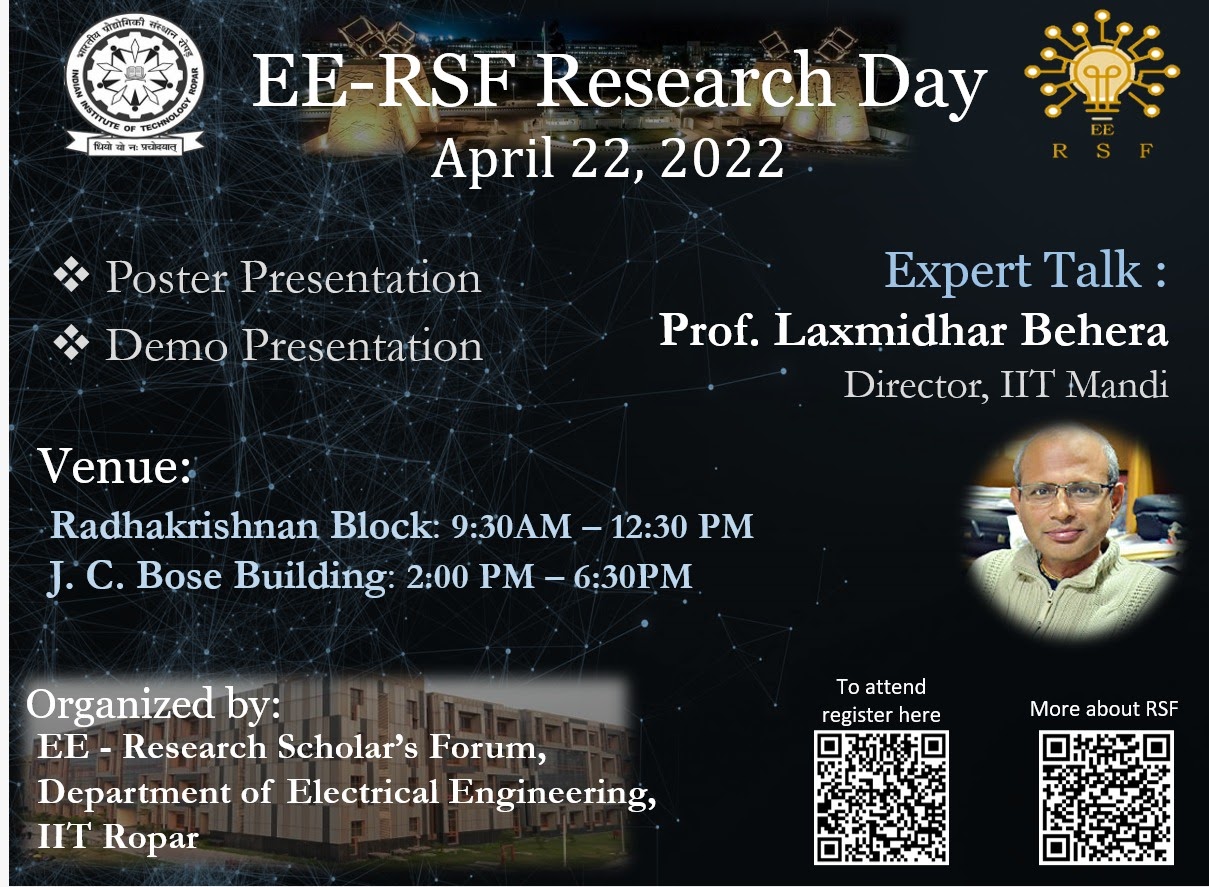 भारतीय प्रौद्योगिकी संस्थान रोपड़
INDIAN INSTITUTE OF TECHNOLOGY ROPAR
धियो यो नः प्रचोदयात्
EE-RSF Research Day
April 22, 2022
EE
R S F
❖ Poster Presentation
❖ Demo Presentation
Expert Talk :
Prof. Laxmidhar Behera
Director, IIT Mandi
Venue:
Radhakrishnan Block: 9:30AM – 12:30 PM
J. C. Bose Building: 2:00 PM – 6:30PM
Organized by:
EE - Research Scholar’s Forum,
Department of Electrical Engineering,
IIT Ropar
To attend
register here
More about RSF